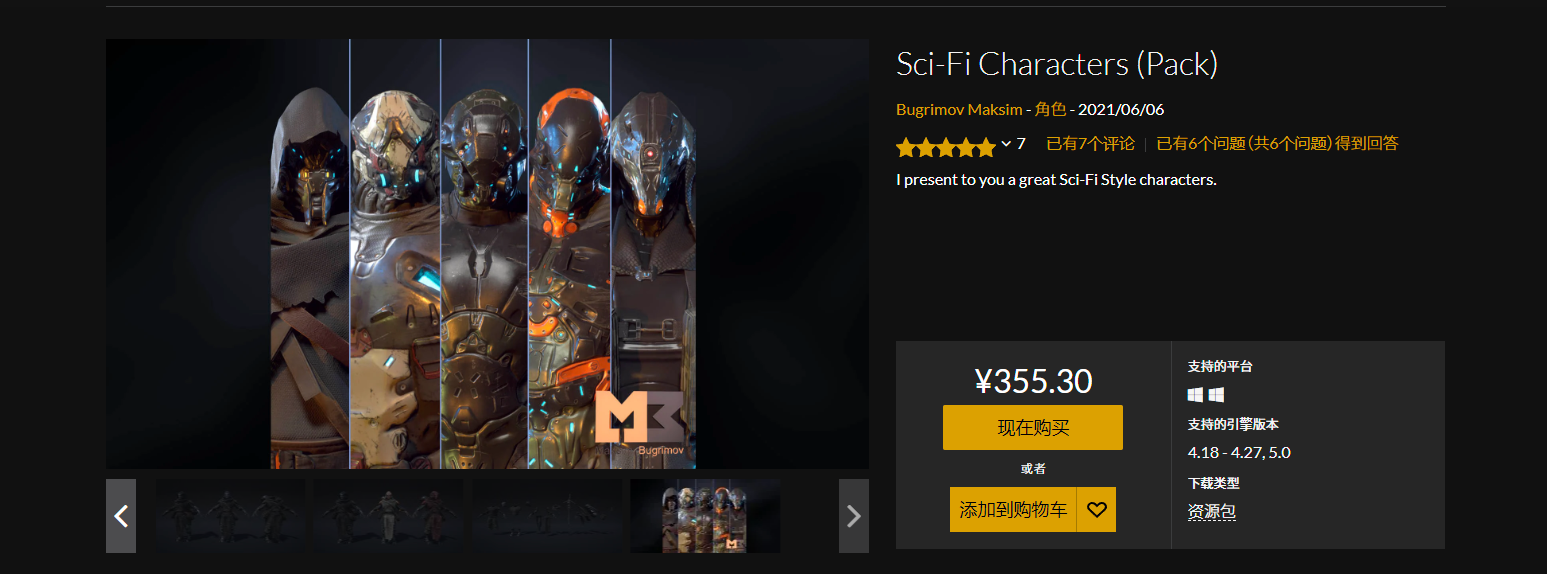 Sci-Fi Characters (Pack)
Bugrimov Maksim - 角色 - 2021/06/06
7 已有7个评论 | 已有6个问题 (共6个问题) 得到回答
I present to you a great Sci-Fi Style characters.
M3
Bugrimov
¥355.30
现在购买
或者
添加到购物车
支持的平台
支持的引擎版本
4.18 - 4.27, 5.0
下载类型
资源包